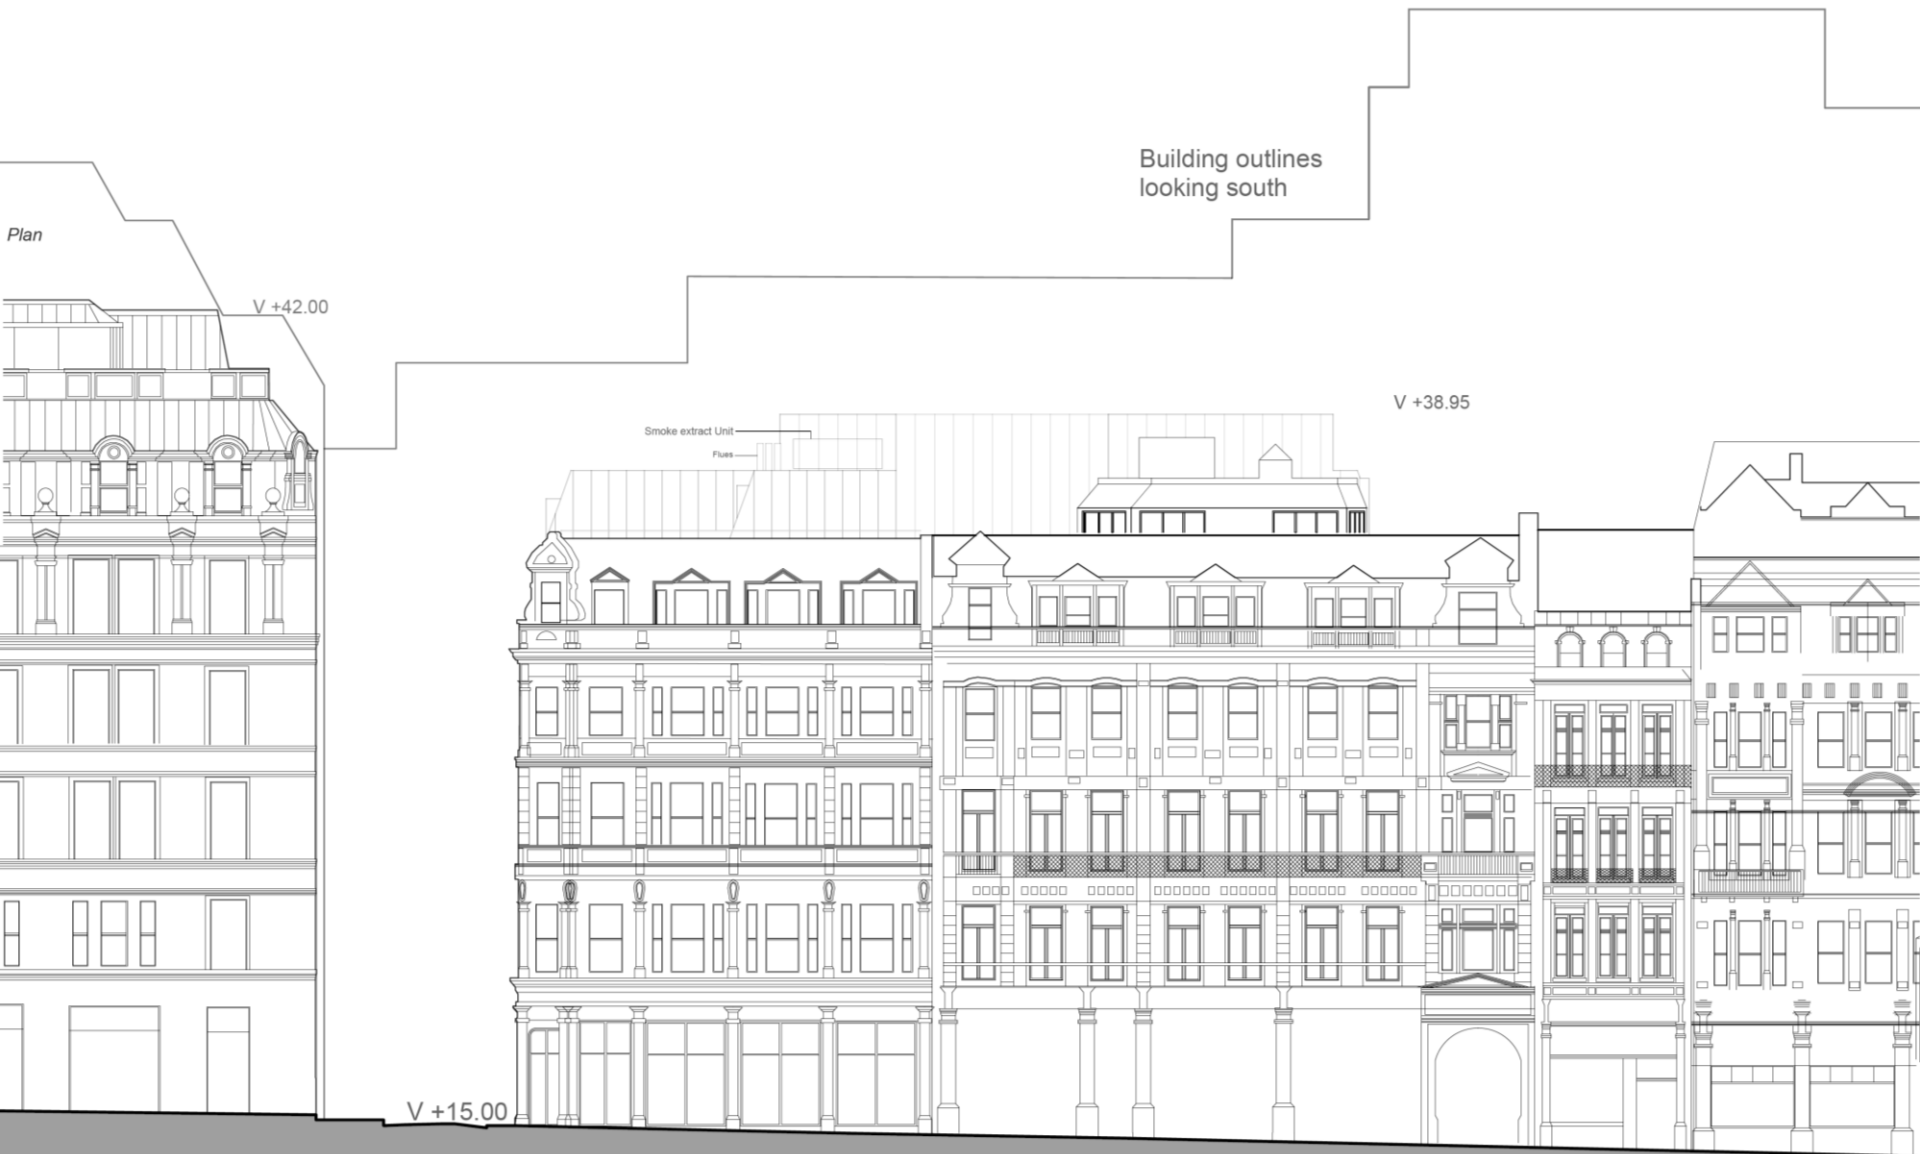 Building outlines
looking south
Plan
V +42.00
V +38.95
Smoke extract Unit
Flues
V +15.00